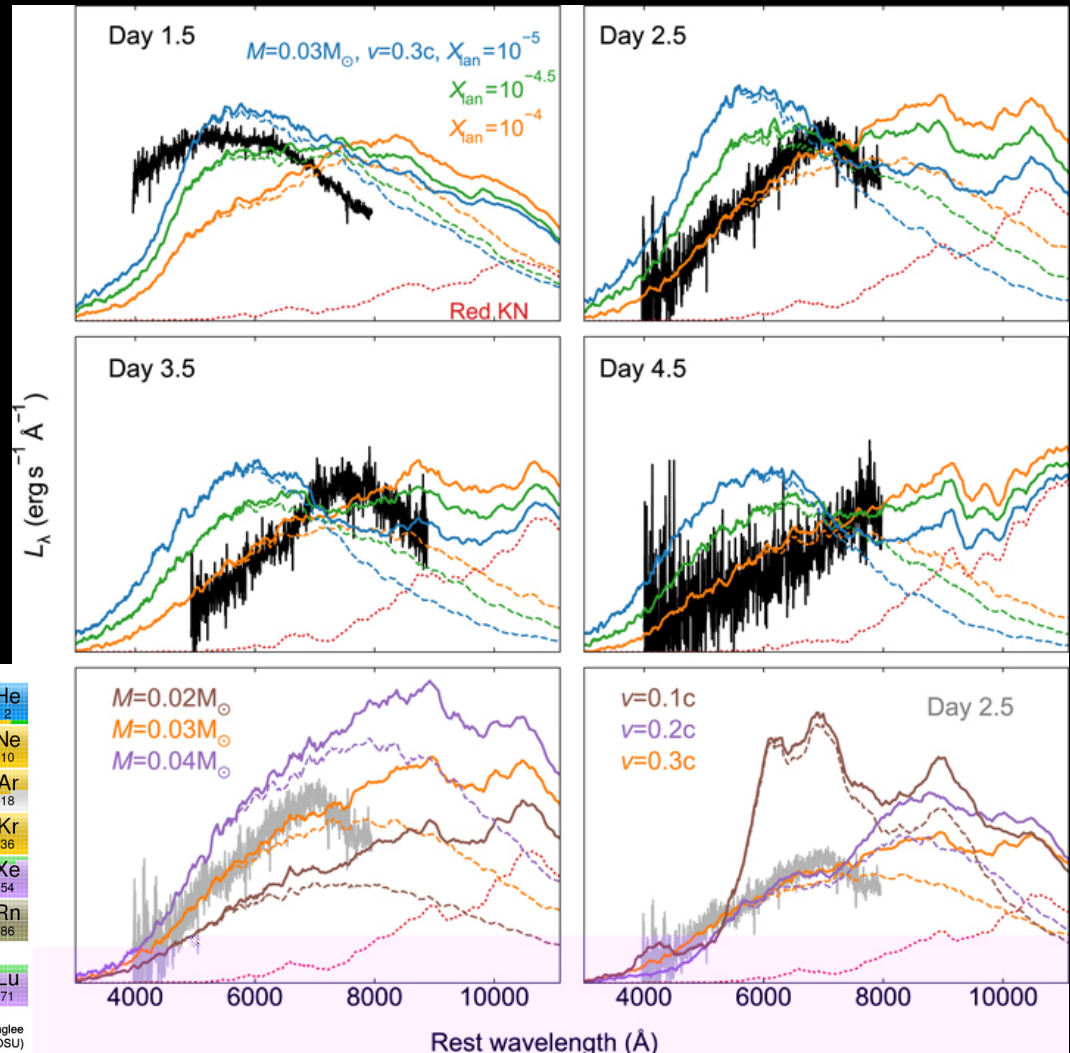 Day 1.5
M=0.03M☉, v=0.3c, Xlan=10⁻⁵
Xlan=10⁻⁴·⁵
Xlan=10⁻⁴
Red KN
Day 2.5
Day 3.5
Day 4.5
Lλ (erg s⁻¹ Å⁻¹)
M=0.02M☉
M=0.03M☉
M=0.04M☉
v=0.1c
v=0.2c
v=0.3c
Day 2.5
4000 6000 8000 10000
4000 6000 8000 10000
Rest wavelength (Å)
He
2
Ne
10
Ar
18
Kr
36
Xe
54
Rn
86
Lu
71
nglee
OSU)